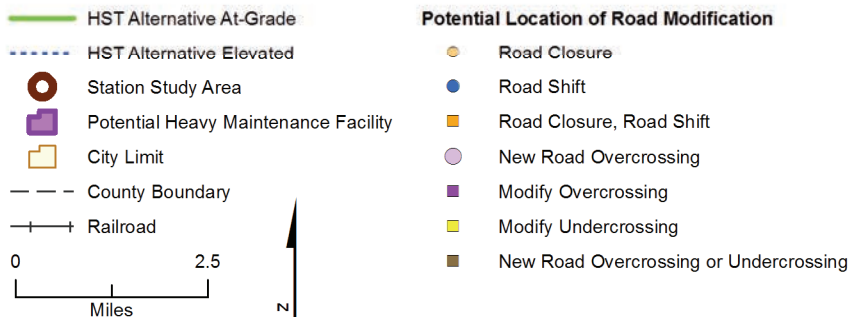 HST Alternative At-Grade
HST Alternative Elevated
Station Study Area
Potential Heavy Maintenance Facility
City Limit
County Boundary
Railroad
0 2.5
Miles
N
Potential Location of Road Modification
Road Closure
Road Shift
Road Closure, Road Shift
New Road Overcrossing
Modify Overcrossing
Modify Undercrossing
New Road Overcrossing or Undercrossing